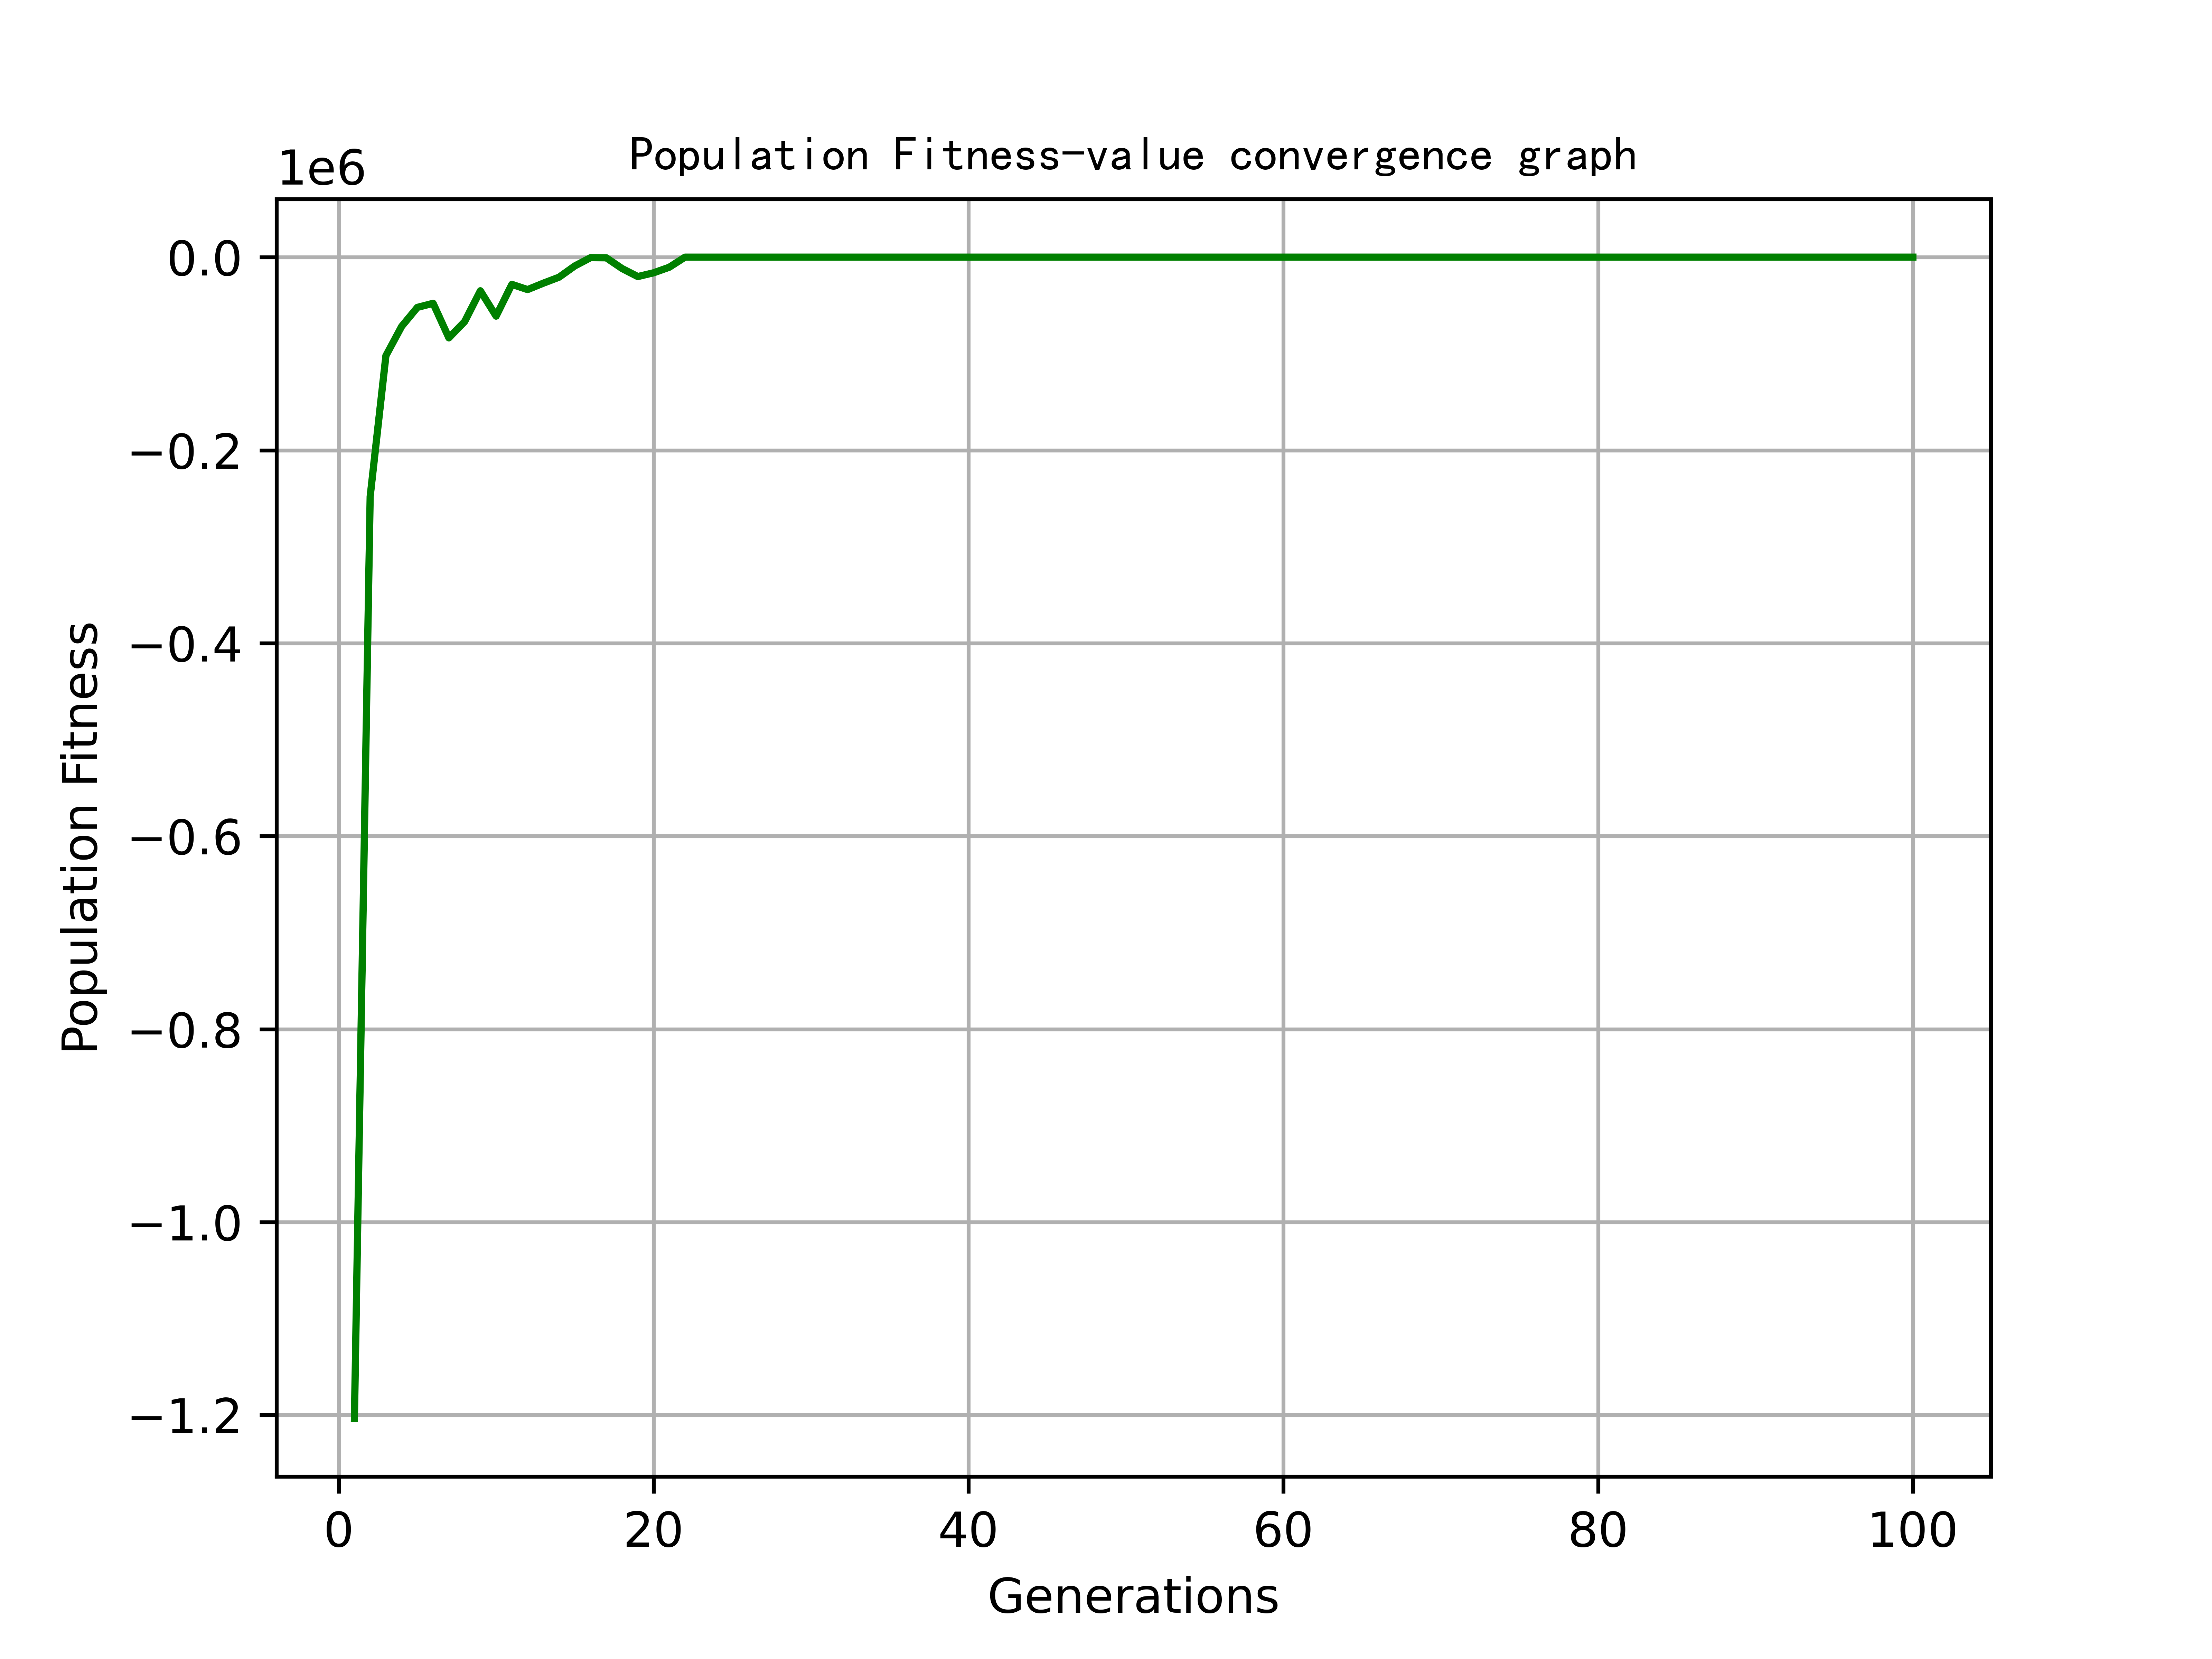 Population Fitness-value convergence graph
1e6
0.0
−0.2
−0.4
−0.6
−0.8
−1.0
−1.2
Population Fitness
0 20 40 60 80 100
Generations